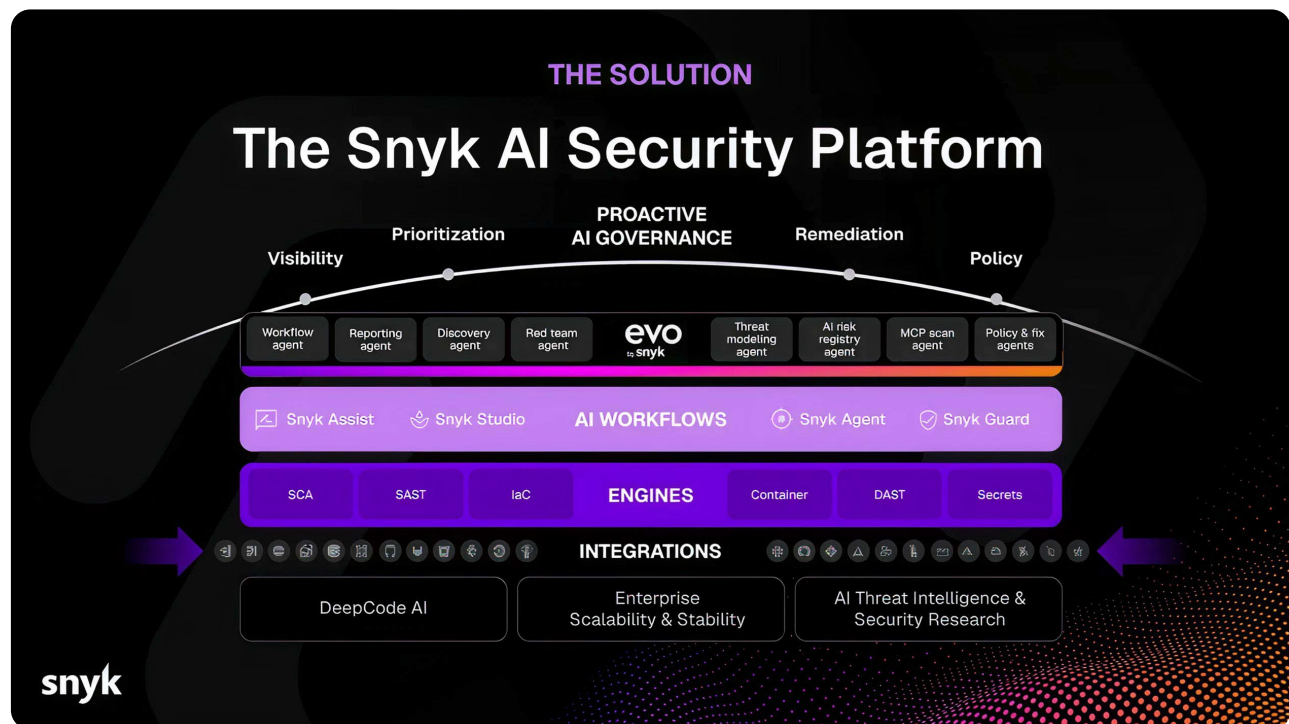 THE SOLUTION
The Snyk AI Security Platform
Visibility
Prioritization
PROACTIVE
AI GOVERNANCE
Remediation
Policy
Workflow
agent
Reporting
agent
Discovery
agent
Red team
agent
evo
by snyk
Threat
modeling
agent
AI risk
registry
agent
MCP scan
agent
Policy & fix
agents
Snyk Assist
Snyk Studio
AI WORKFLOWS
Snyk Agent
Snyk Guard
SCA
SAST
IaC
ENGINES
Container
DAST
Secrets
INTEGRATIONS
DeepCode AI
Enterprise
Scalability & Stability
AI Threat Intelligence &
Security Research
snyk